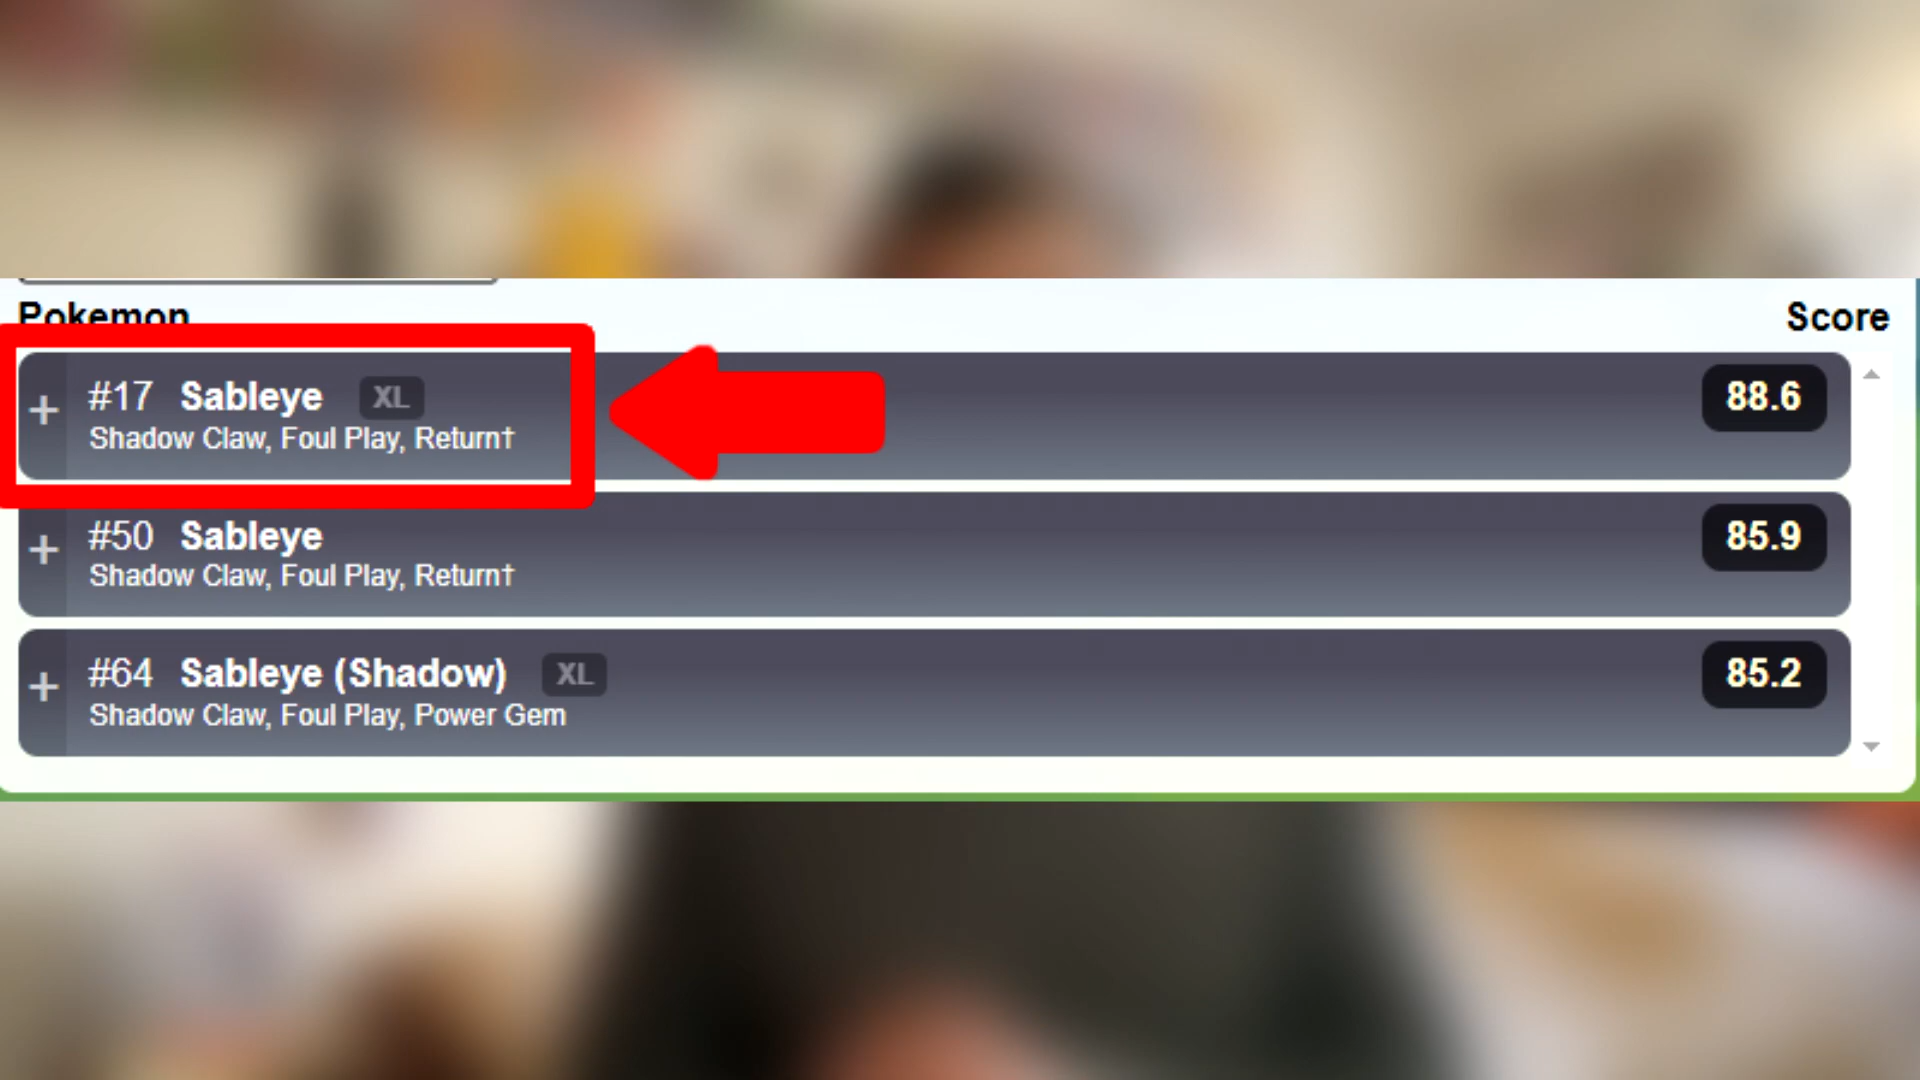 Pokemon Score
#17 Sableye XL 88.6
Shadow Claw, Foul Play, Return†
#50 Sableye 85.9
Shadow Claw, Foul Play, Return†
#64 Sableye (Shadow) XL 85.2
Shadow Claw, Foul Play, Power Gem